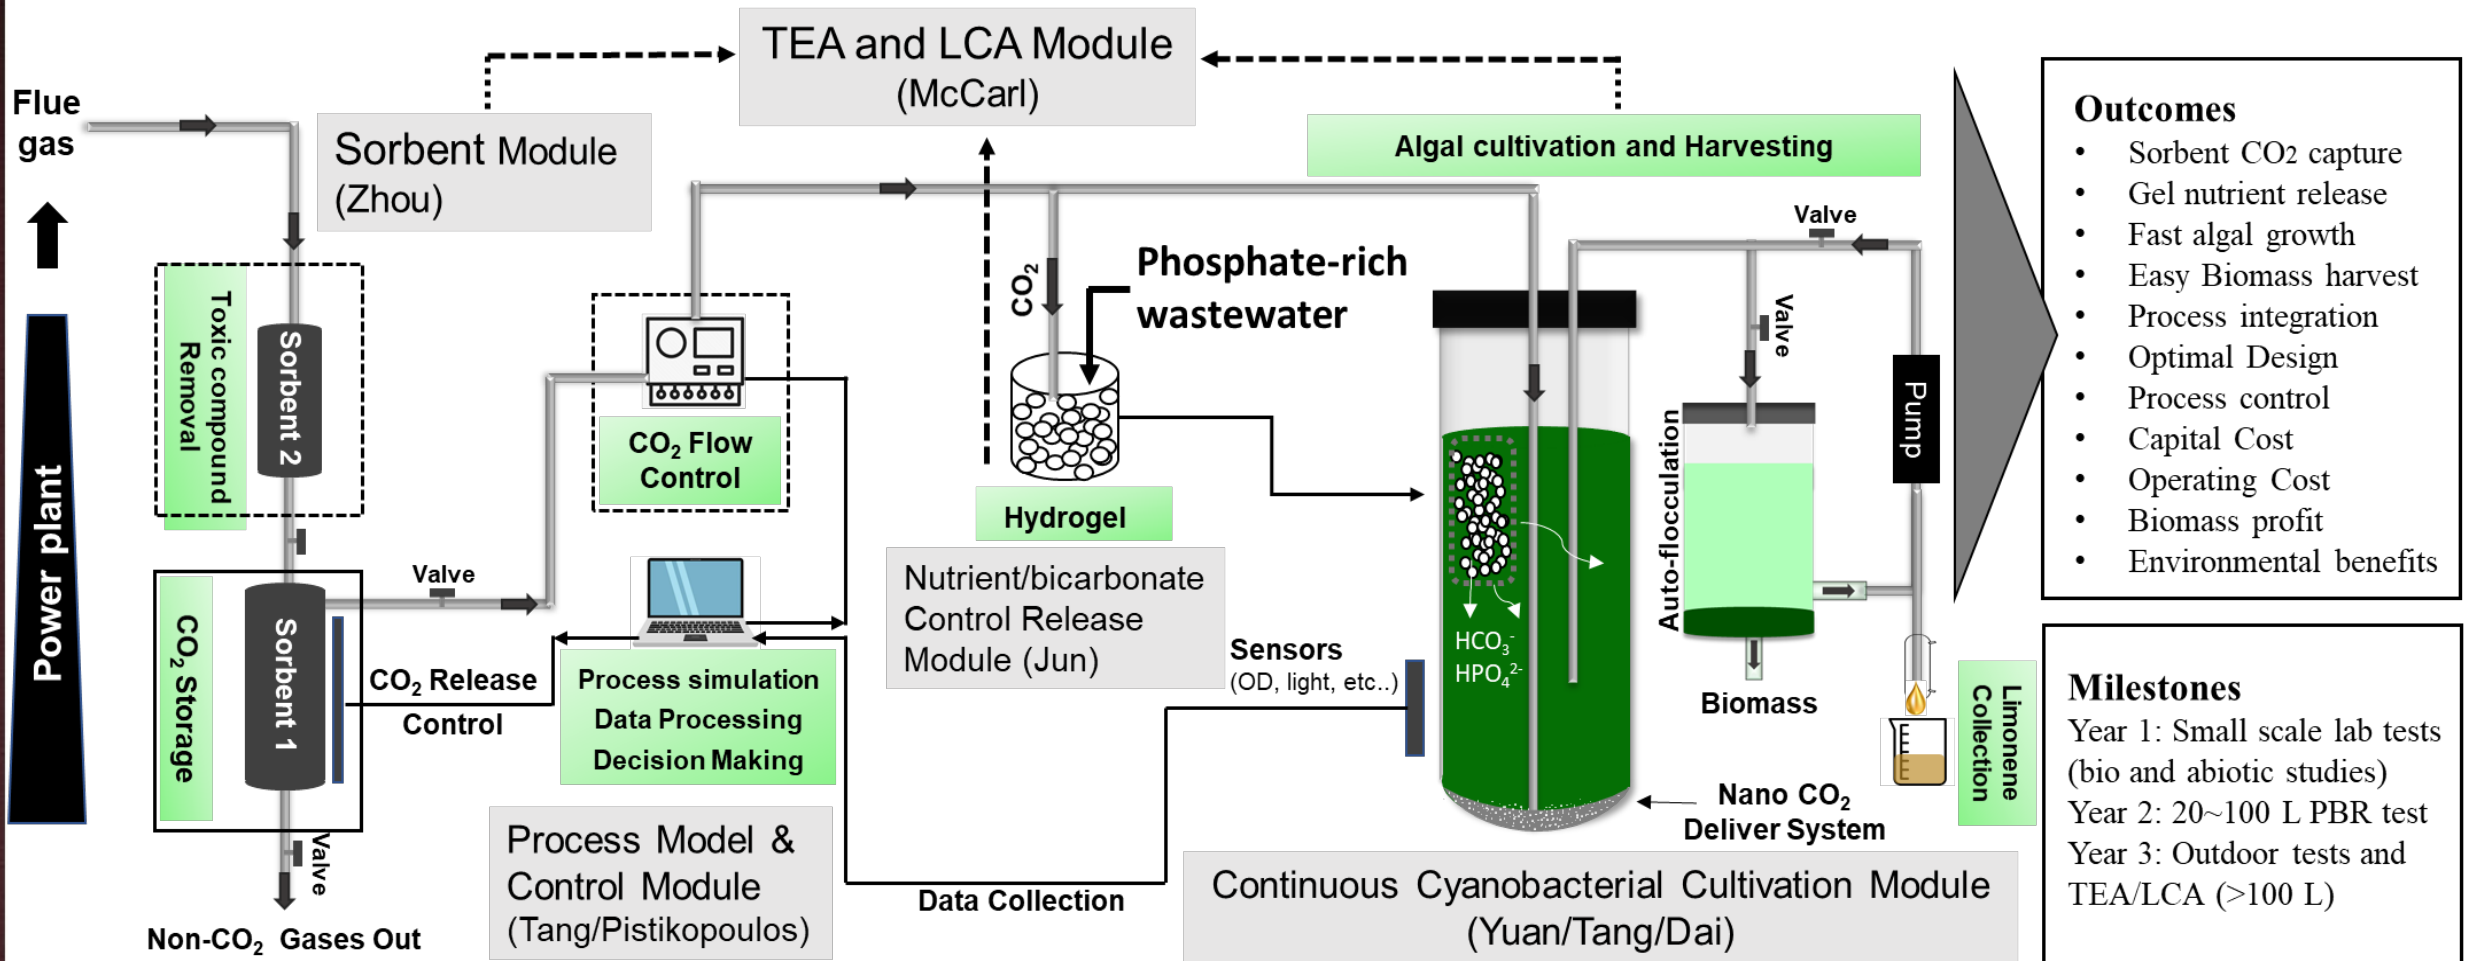 TEA and LCA Module
(McCarl)
Flue
gas
Sorbent Module
(Zhou)
Algal cultivation and Harvesting
Power plant
Toxic compound
Removal
Sorbent 2
CO₂ Storage
Sorbent 1
Valve
Valve
Non-CO₂ Gases Out
CO₂ Release
Control
CO₂ Flow
Control
Process simulation
Data Processing
Decision Making
Process Model &
Control Module
(Tang/Pistikopoulos)
Data Collection
CO₂
Phosphate-rich
wastewater
Hydrogel
Nutrient/bicarbonate
Control Release
Module (Jun)
Sensors
(OD, light, etc..)
HCO₃⁻
HPO₄²⁻
Nano CO₂
Deliver System
Continuous Cyanobacterial Cultivation Module
(Yuan/Tang/Dai)
Valve
Valve
Auto-flocculation
Biomass
Pump
Limonene
Collection
Outcomes
• Sorbent CO2 capture
• Gel nutrient release
• Fast algal growth
• Easy Biomass harvest
• Process integration
• Optimal Design
• Process control
• Capital Cost
• Operating Cost
• Biomass profit
• Environmental benefits
Milestones
Year 1: Small scale lab tests
(bio and abiotic studies)
Year 2: 20~100 L PBR test
Year 3: Outdoor tests and
TEA/LCA (>100 L)